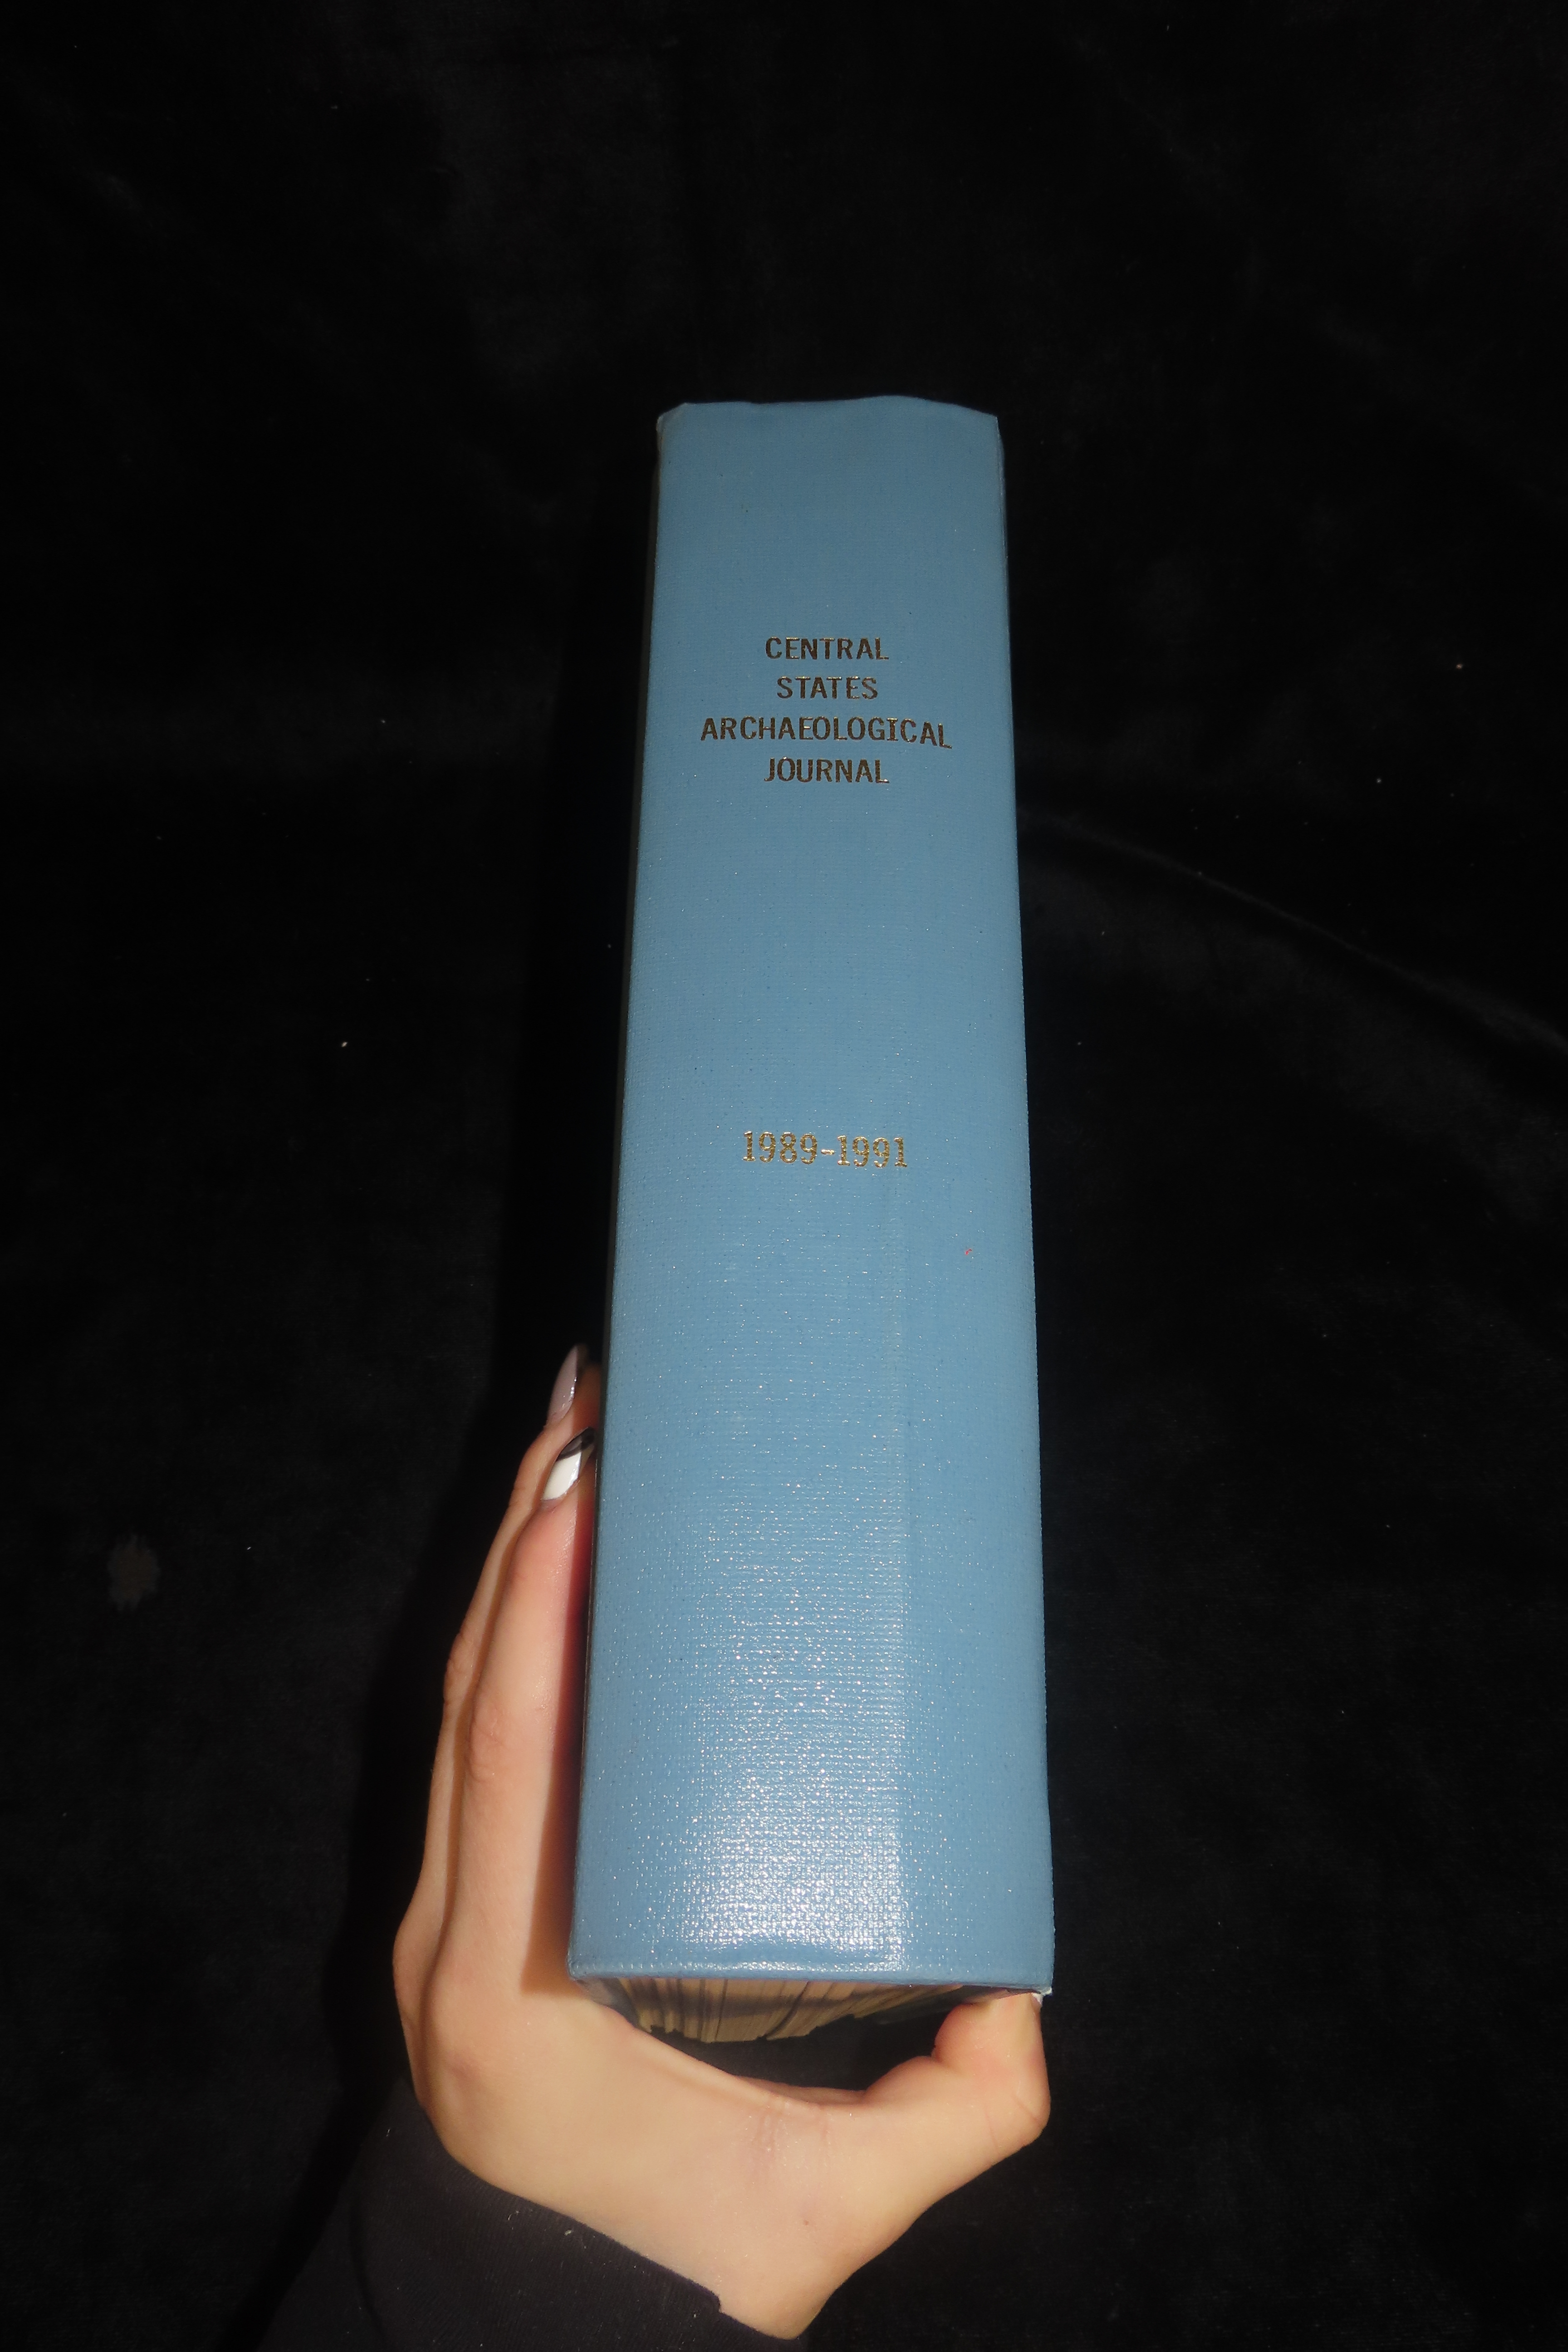 CENTRAL
STATES
ARCHAEOLOGICAL
JOURNAL
1989-1991